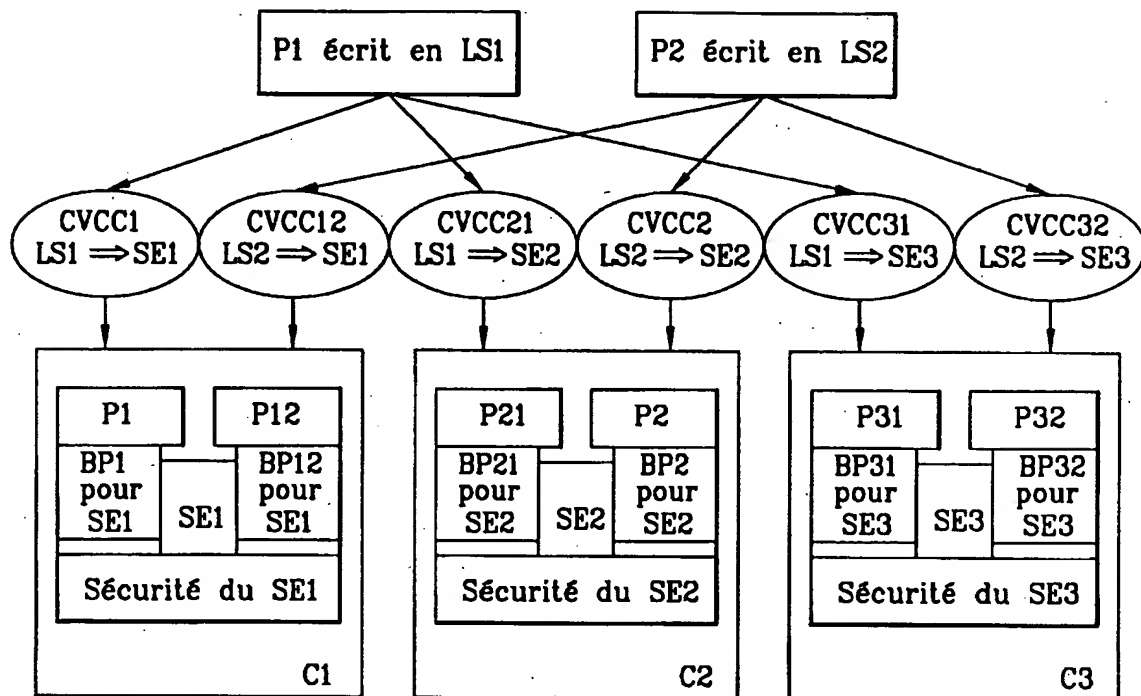 P1 écrit en LS1
P2 écrit en LS2
CVCC1
LS1 ⇒ SE1
CVCC12
LS2 ⇒ SE1
CVCC21
LS1 ⇒ SE2
CVCC2
LS2 ⇒ SE2
CVCC31
LS1 ⇒ SE3
CVCC32
LS2 ⇒ SE3
P1
P12
BP1
pour
SE1
SE1
BP12
pour
SE1
Sécurité du SE1
C1
P21
P2
BP21
pour
SE2
SE2
BP2
pour
SE2
Sécurité du SE2
C2
P31
P32
BP31
pour
SE3
SE3
BP32
pour
SE3
Sécurité du SE3
C3